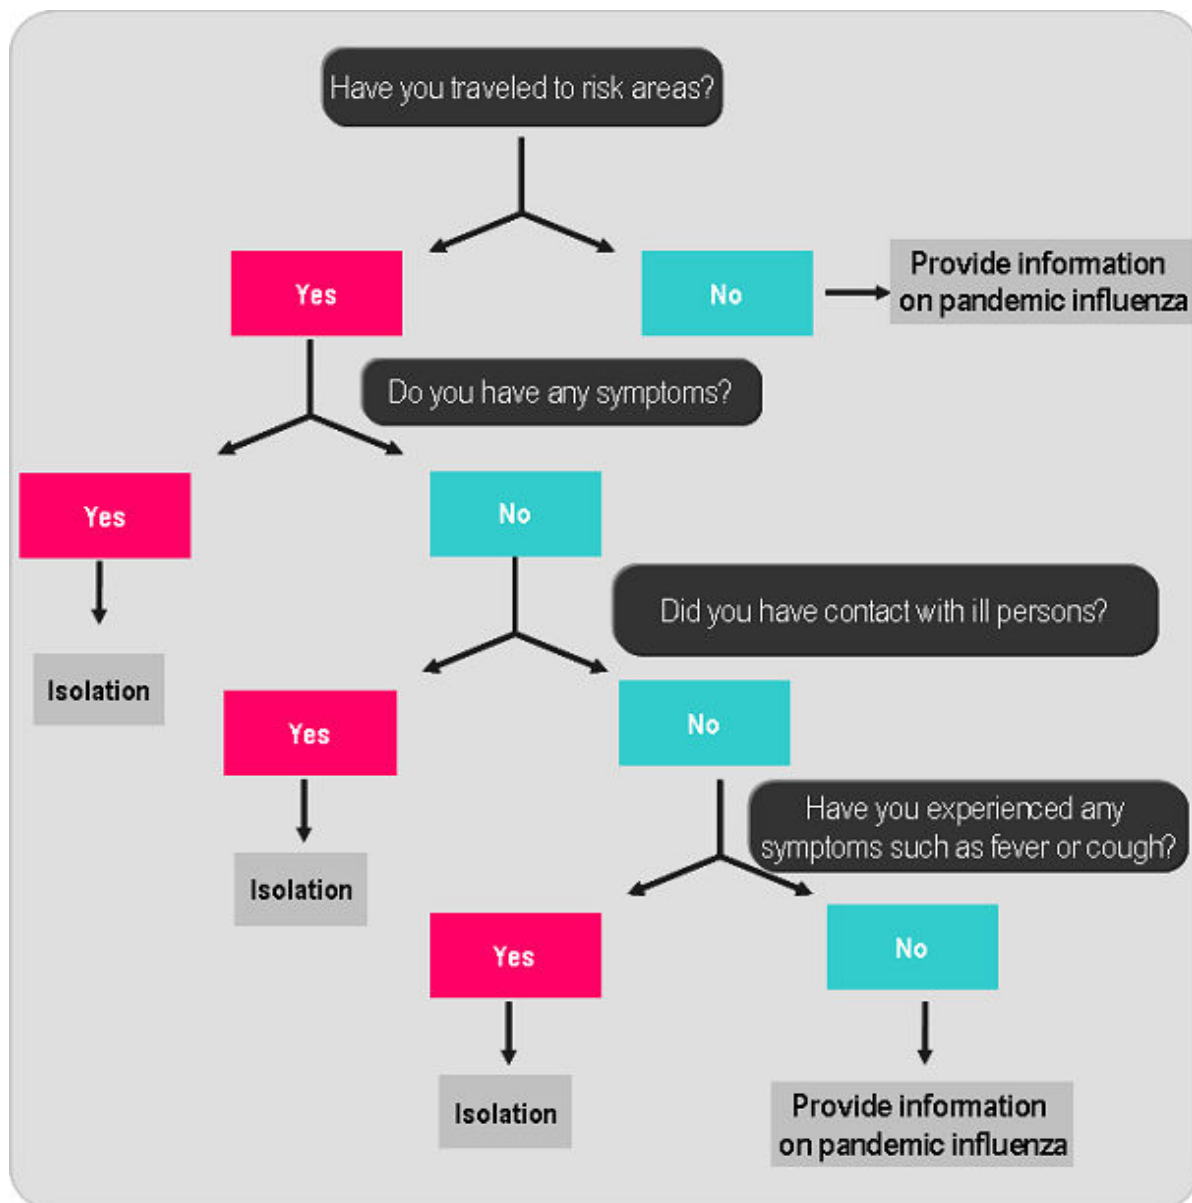 Have you traveled to risk areas?
Yes
No
Provide information
on pandemic influenza
Do you have any symptoms?
Yes
No
Isolation
Did you have contact with ill persons?
Yes
No
Isolation
Have you experienced any
symptoms such as fever or cough?
Yes
No
Isolation
Provide information
on pandemic influenza